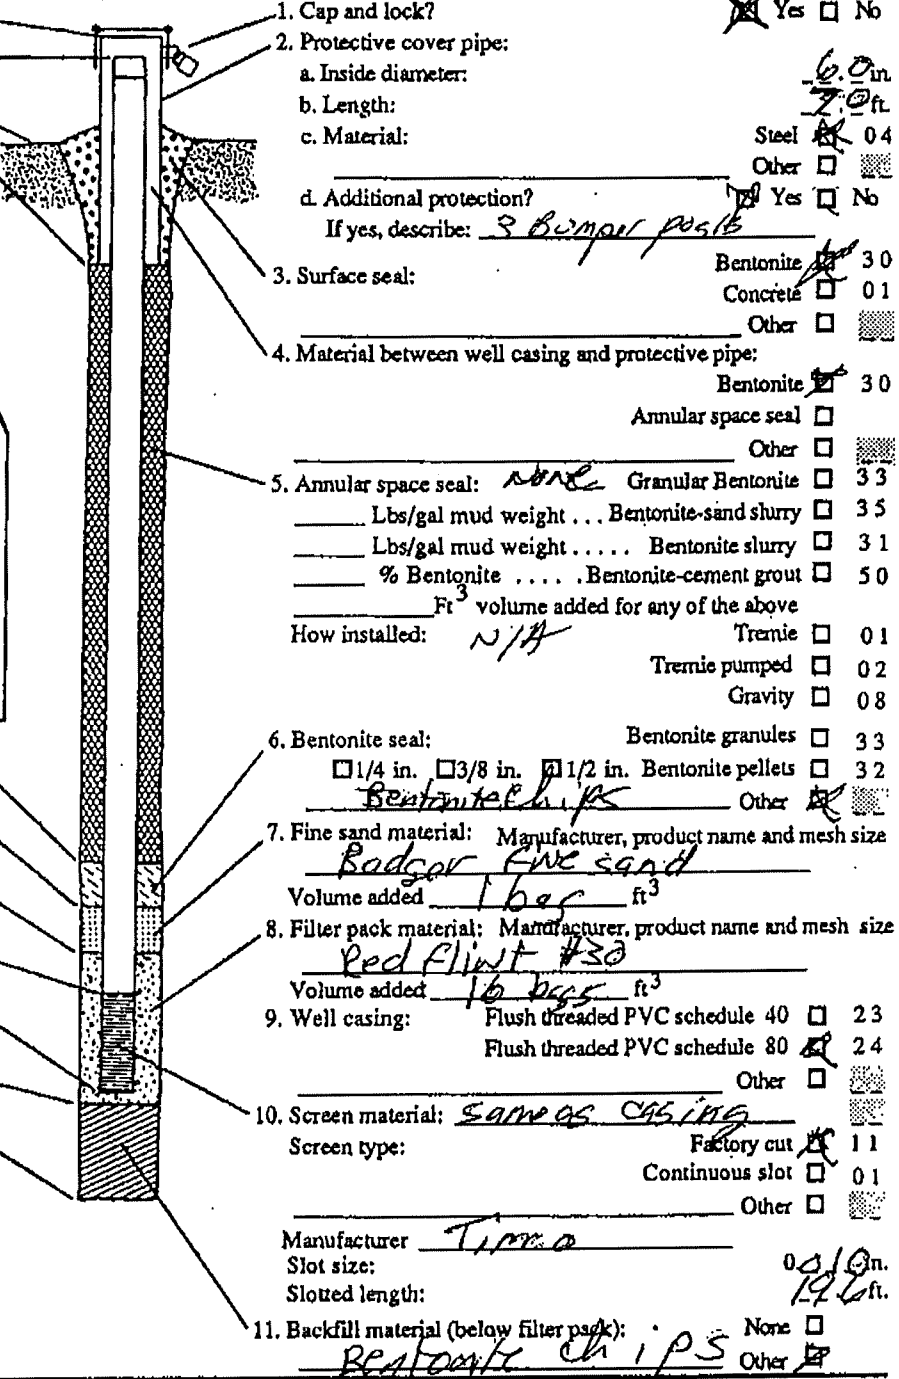 1. Cap and lock? ☒ Yes ☐ No
2. Protective cover pipe:
a. Inside diameter: 6.0 in.
b. Length: 7.0 ft.
c. Material: Steel ☒ 04
Other ☐
d. Additional protection? ☒ Yes ☐ No
If yes, describe: 3 Bumper posts
3. Surface seal: Bentonite ☒ 30
Concrete ☐ 01
Other ☐
4. Material between well casing and protective pipe:
Bentonite ☒ 30
Annular space seal ☐
Other ☐
5. Annular space seal: None Granular Bentonite ☐ 33
Lbs/gal mud weight ... Bentonite-sand slurry ☐ 35
Lbs/gal mud weight ..... Bentonite slurry ☐ 31
% Bentonite ..... Bentonite-cement grout ☐ 50
Ft³ volume added for any of the above
How installed: N/A Tremie ☐ 01
Tremie pumped ☐ 02
Gravity ☐ 08
6. Bentonite seal: Bentonite granules ☐ 33
☐ 1/4 in. ☐ 3/8 in. ☒ 1/2 in. Bentonite pellets ☐ 32
Bentonite Chips Other ☒
7. Fine sand material: Manufacturer, product name and mesh size
Badger fine sand
Volume added 1 bag ft³
8. Filter pack material: Manufacturer, product name and mesh size
Red Flint #30
Volume added 16 bags ft³
9. Well casing: Flush threaded PVC schedule 40 ☐ 23
Flush threaded PVC schedule 80 ☒ 24
Other ☐
10. Screen material: same as casing
Screen type: Factory cut ☒ 11
Continuous slot ☐ 01
Other ☐
Manufacturer Timco
Slot size: 0.010 in.
Slotted length: 19.6 ft.
11. Backfill material (below filter pack): None ☐
Bentonite chips Other ☒